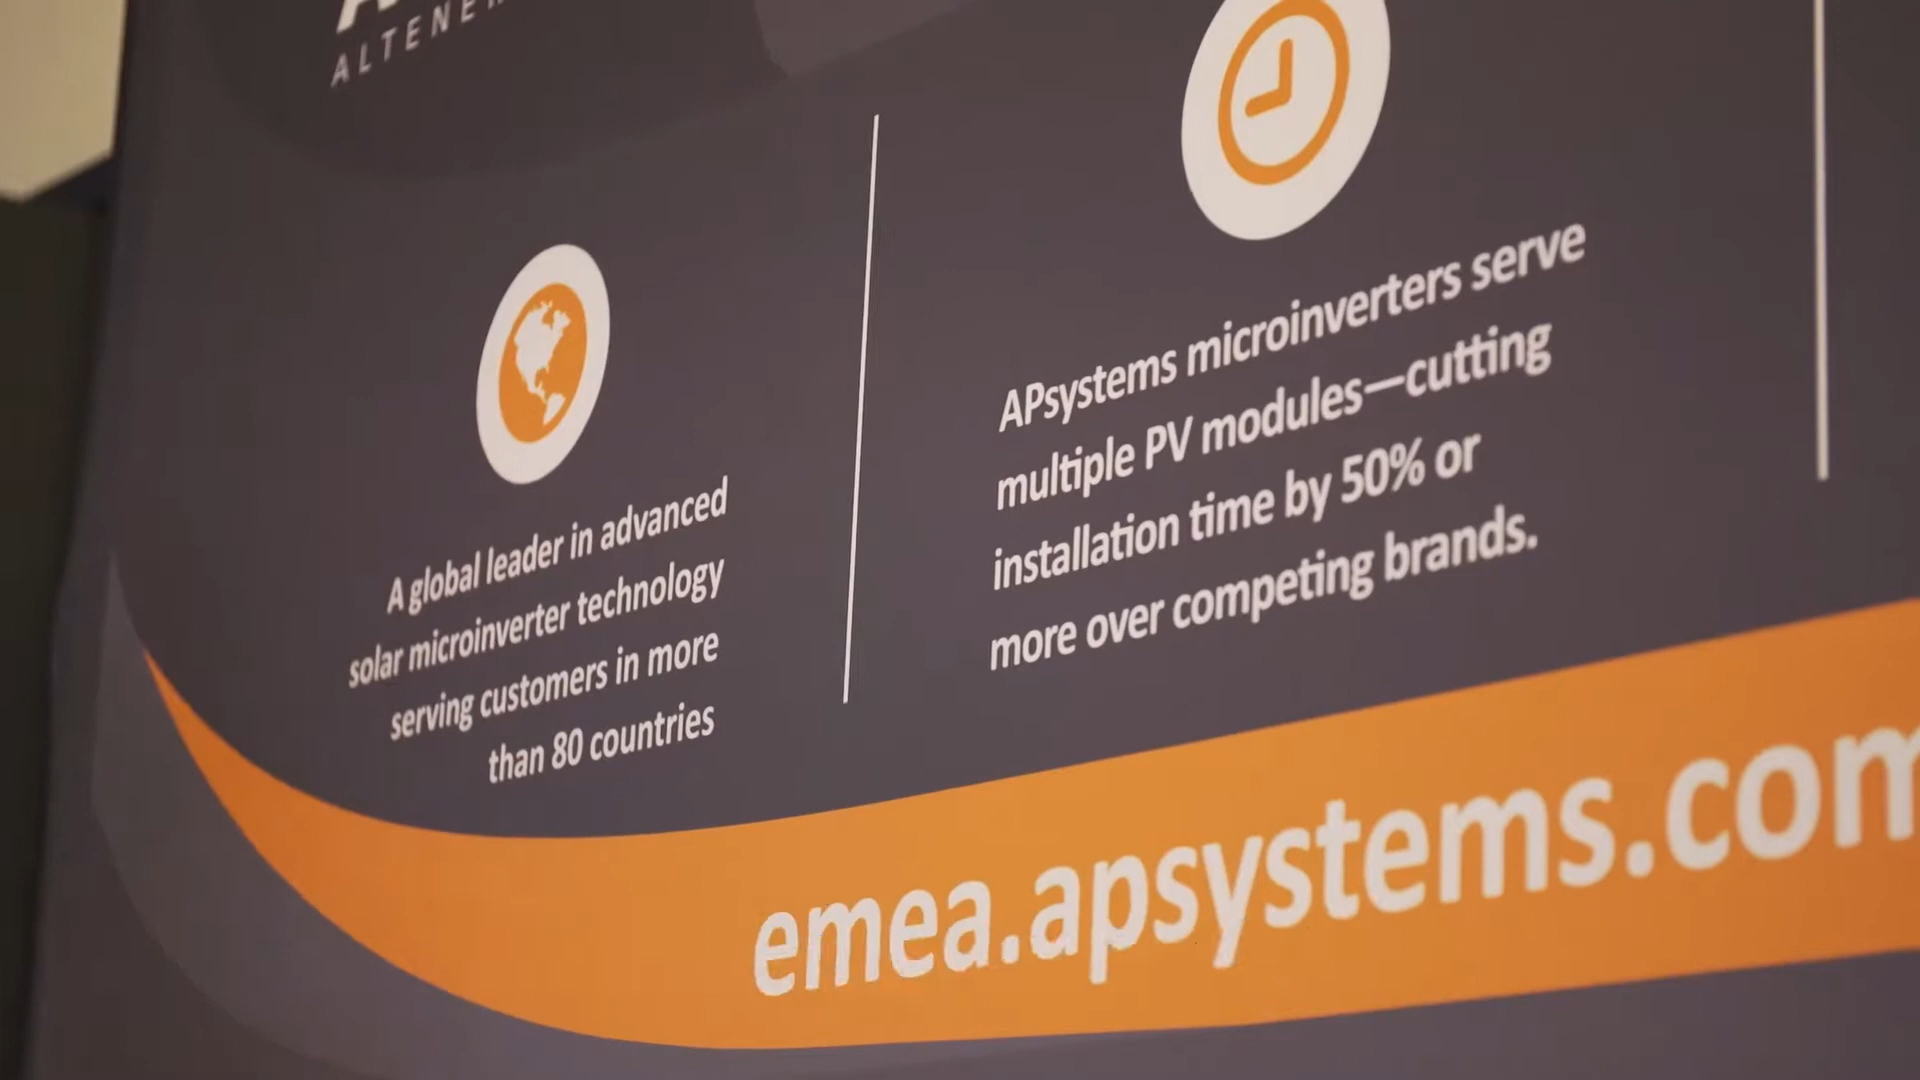 A global leader in advanced
solar microinverter technology
serving customers in more
than 80 countries
APsystems microinverters serve
multiple PV modules—cutting
installation time by 50% or
more over competing brands.
emea.apsystems.com